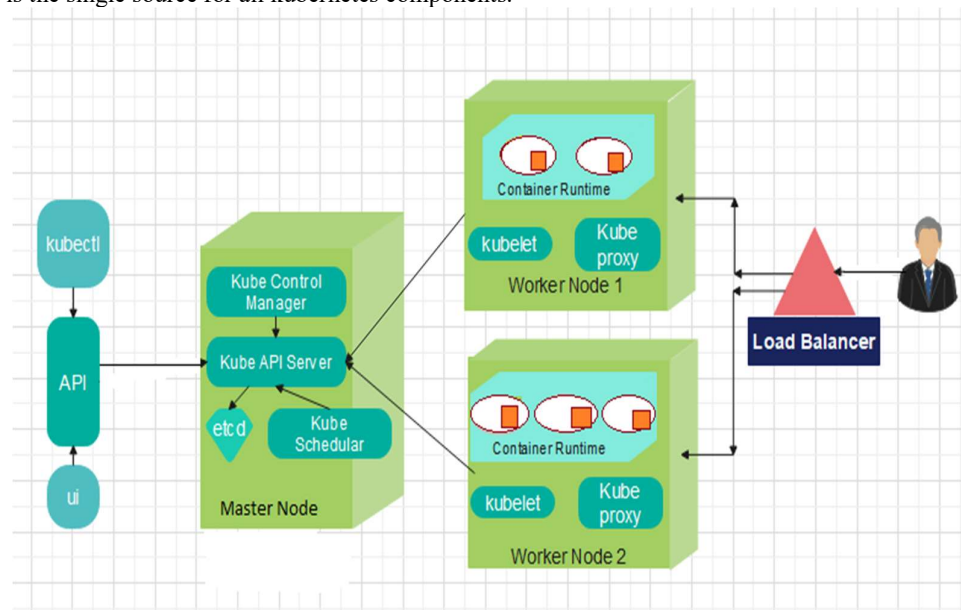 is the single source for all kubernetes components.
kubectl
API
ui
Kube Control
Manager
Kube API Server
etcd
Kube
Schedular
Master Node
Container Runtime
kubelet
Kube
proxy
Worker Node 1
Container Runtime
kubelet
Kube
proxy
Worker Node 2
Load Balancer